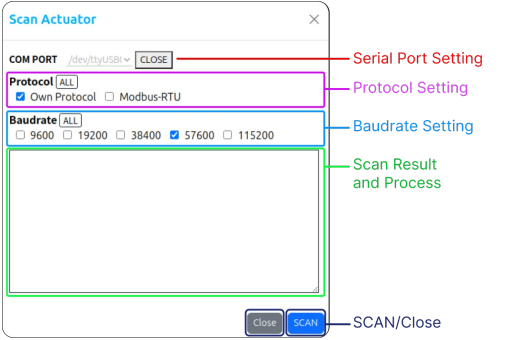 Scan Actuator ×
COM PORT /dev/ttyUSB( CLOSE Serial Port Setting
Protocol ALL
Own Protocol Modbus-RTU Protocol Setting
Baudrate ALL Baudrate Setting
9600 19200 38400 57600 115200
Scan Result
and Process
Close SCAN SCAN/Close